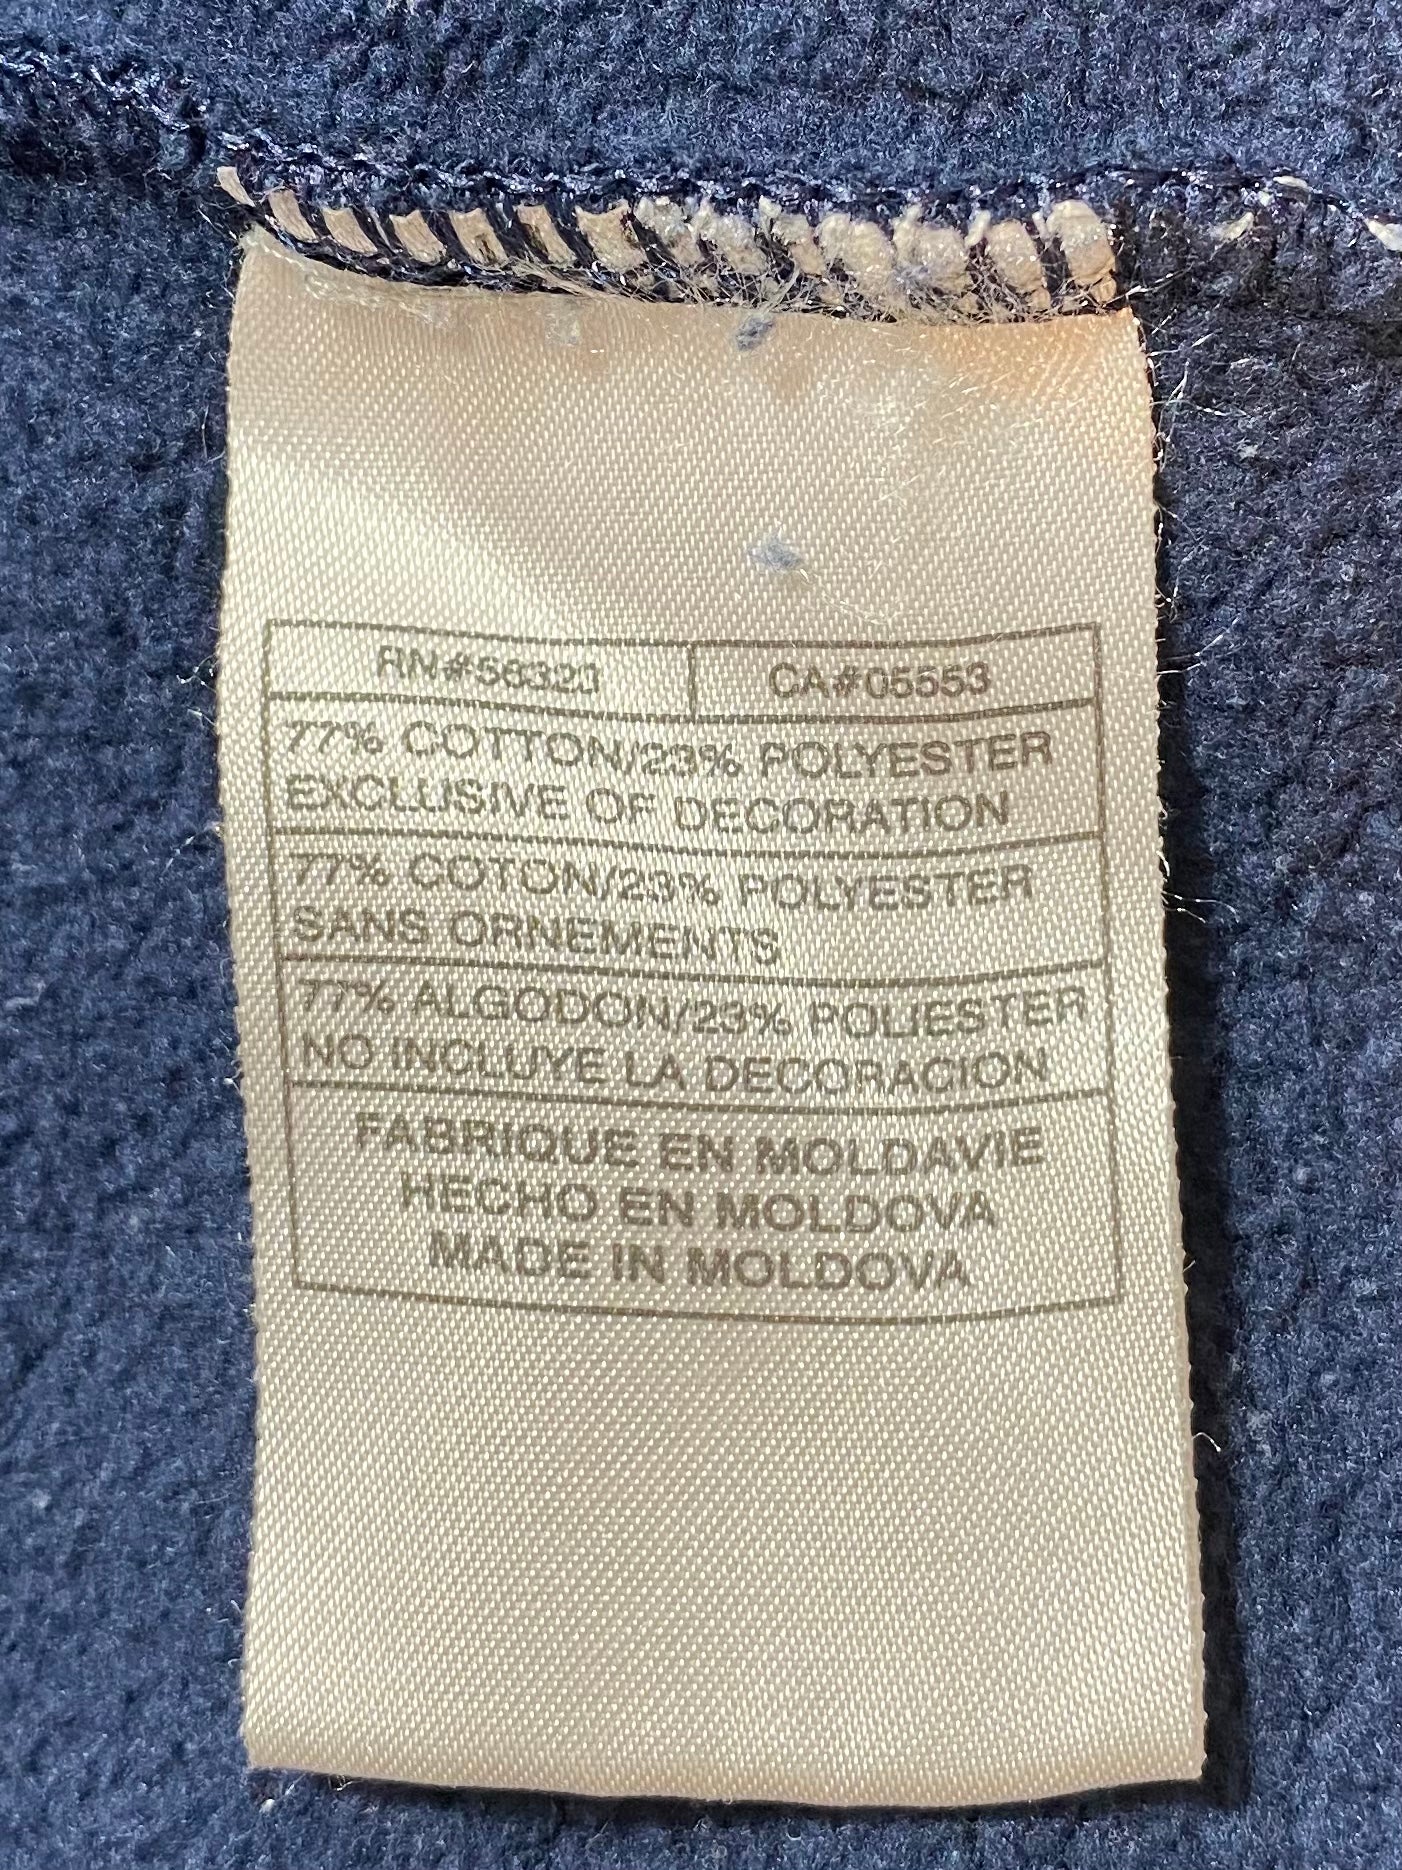 RN#56323 CA#05553
77% COTTON/23% POLYESTER
EXCLUSIVE OF DECORATION
77% COTON/23% POLYESTER
SANS ORNEMENTS
77% ALGODON/23% POLIESTER
NO INCLUYE LA DECORACION
FABRIQUE EN MOLDAVIE
HECHO EN MOLDOVA
MADE IN MOLDOVA